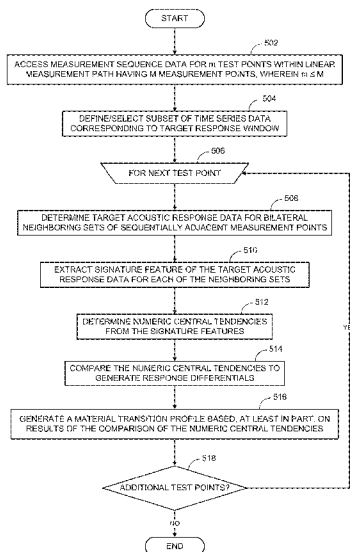 START
502
ACCESS MEASUREMENT SEQUENCE DATA FOR m TEST POINTS WITHIN LINEAR
MEASUREMENT PATH HAVING M MEASUREMENT POINTS, WHEREIN m ≤ M
504
DEFINE/SELECT SUBSET OF TIME SERIES DATA
CORRESPONDING TO TARGET RESPONSE WINDOW
506
FOR NEXT TEST POINT
508
DETERMINE TARGET ACOUSTIC RESPONSE DATA FOR BILATERAL
NEIGHBORING SETS OF SEQUENTIALLY ADJACENT MEASUREMENT POINTS
510
EXTRACT SIGNATURE FEATURE OF THE TARGET ACOUSTIC
RESPONSE DATA FOR EACH OF THE NEIGHBORING SETS
512
DETERMINE NUMERIC CENTRAL TENDENCIES
FROM THE SIGNATURE FEATURES
514
COMPARE THE NUMERIC CENTRAL TENDENCIES TO
GENERATE RESPONSE DIFFERENTIALS
516
GENERATE A MATERIAL TRANSITION PROFILE BASED, AT LEAST IN PART, ON
RESULTS OF THE COMPARISON OF THE NUMERIC CENTRAL TENDENCIES
518
ADDITIONAL TEST POINTS?
no
END